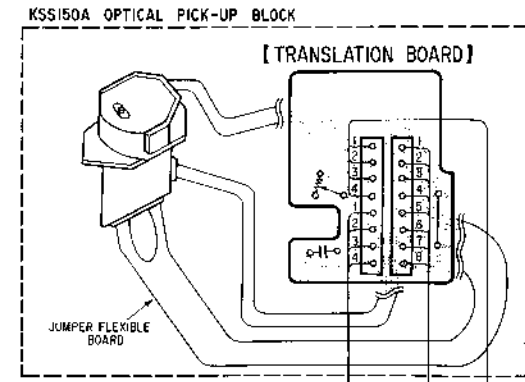 KSS150A OPTICAL PICK-UP BLOCK
[TRANSLATION BOARD]
1 1
2 2
3 3
4 4
1 5
2 6
3 7
4 8
JUMPER FLEXIBLE
BOARD